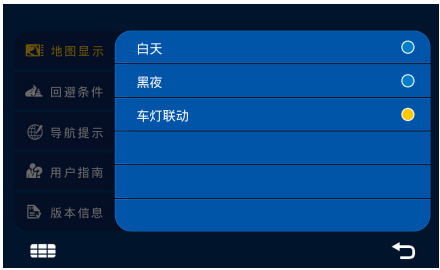 地图显示
回避条件
导航提示
用户指南
版本信息
白天
黑夜
车灯联动